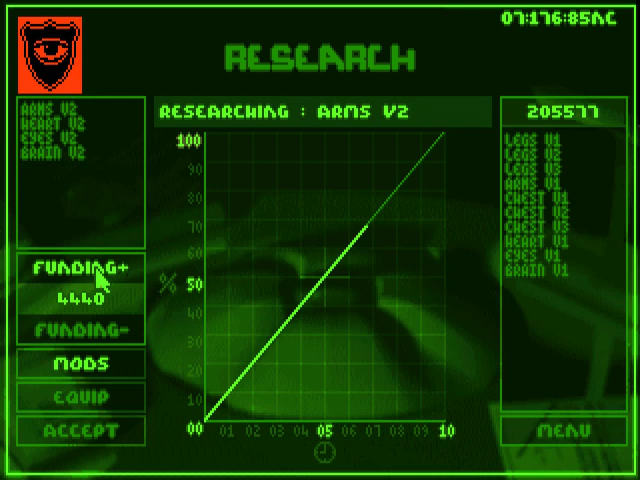 07:176:85NC
RESEARCH
ARMS V2
HEART V2
EYES V2
BRAIN V2
RESEARCHING : ARMS V2
205577
LEGS V1
LEGS V2
LEGS V3
ARMS V1
CHEST V1
CHEST V2
CHEST V3
HEART V1
EYES V1
BRAIN V1
100
90
80
70
60
% 50
40
30
20
10
00
01 02 03 04 05 06 07 08 09 10
FUNDING+
4440
FUNDING-
MODS
EQUIP
ACCEPT
MENU